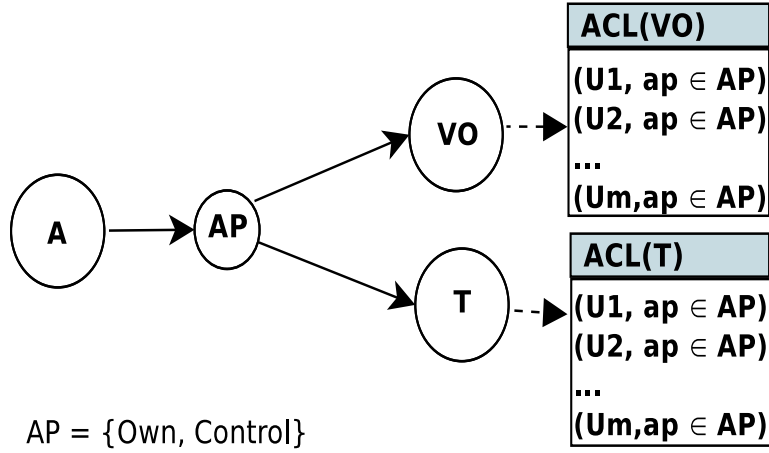 A
AP
VO
T
ACL(VO)
(U1, ap ∈ AP)
(U2, ap ∈ AP)
...
(Um,ap ∈ AP)
ACL(T)
(U1, ap ∈ AP)
(U2, ap ∈ AP)
...
(Um,ap ∈ AP)
AP = {Own, Control}